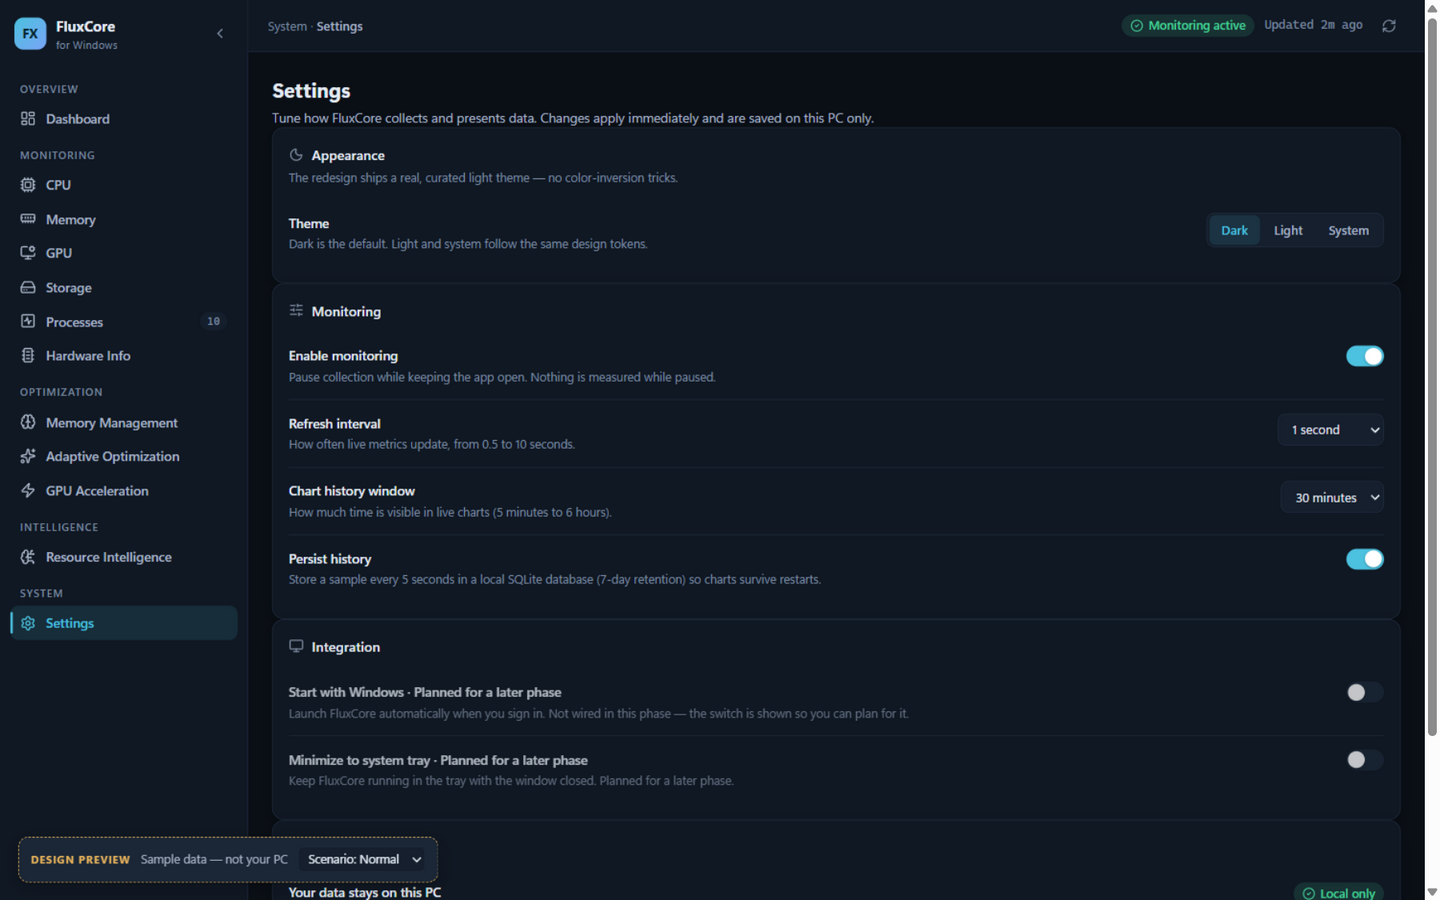 FX
FluxCore
for Windows
OVERVIEW
Dashboard
MONITORING
CPU
Memory
GPU
Storage
Processes 10
Hardware Info
OPTIMIZATION
Memory Management
Adaptive Optimization
GPU Acceleration
INTELLIGENCE
Resource Intelligence
SYSTEM
Settings
System · Settings
Monitoring active
Updated 2m ago
Settings
Tune how FluxCore collects and presents data. Changes apply immediately and are saved on this PC only.
Appearance
The redesign ships a real, curated light theme — no color-inversion tricks.
Theme
Dark is the default. Light and system follow the same design tokens.
Dark Light System
Monitoring
Enable monitoring
Pause collection while keeping the app open. Nothing is measured while paused.
Refresh interval
How often live metrics update, from 0.5 to 10 seconds.
1 second
Chart history window
How much time is visible in live charts (5 minutes to 6 hours).
30 minutes
Persist history
Store a sample every 5 seconds in a local SQLite database (7-day retention) so charts survive restarts.
Integration
Start with Windows · Planned for a later phase
Launch FluxCore automatically when you sign in. Not wired in this phase — the switch is shown so you can plan for it.
Minimize to system tray · Planned for a later phase
Keep FluxCore running in the tray with the window closed. Planned for a later phase.
DESIGN PREVIEW Sample data — not your PC Scenario: Normal
Your data stays on this PC
Local only